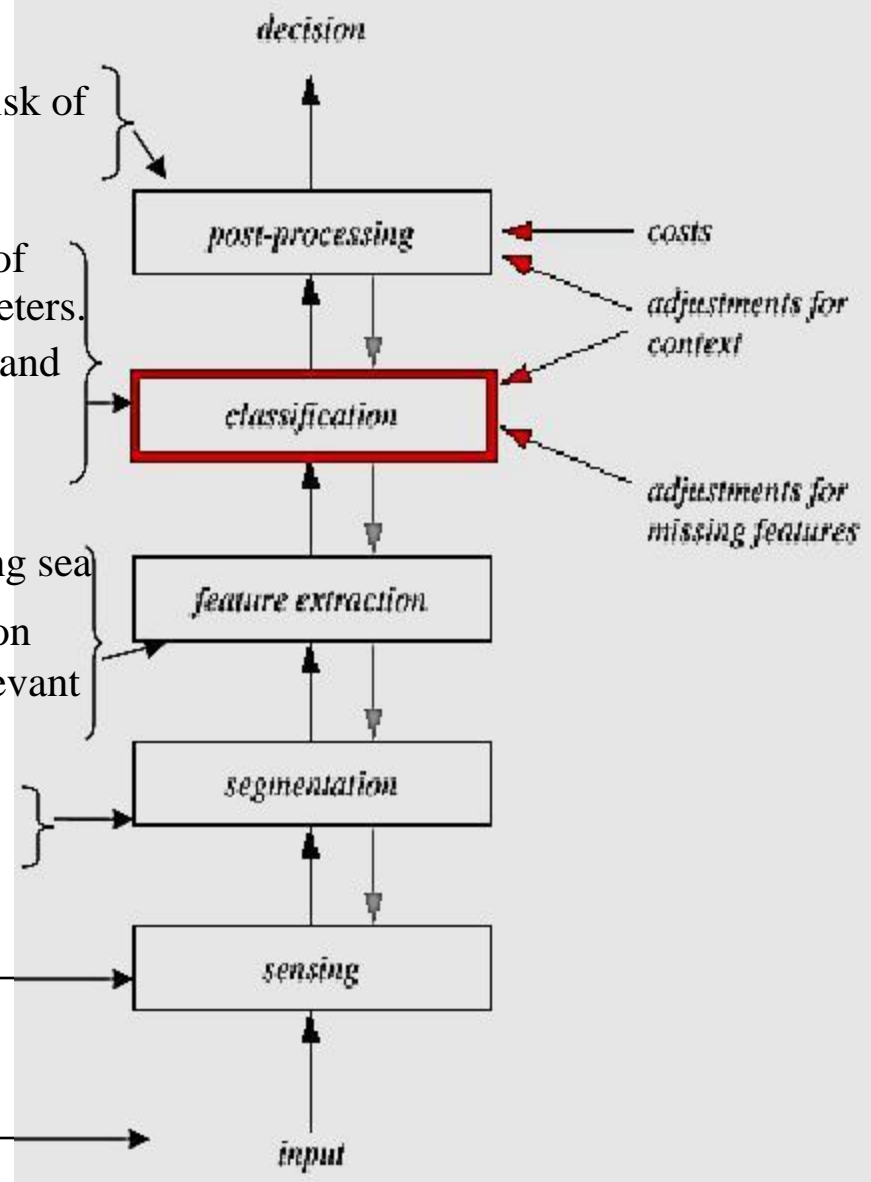 decision
isk of
post-processing
costs
of
eters.
and
adjustments for
context
classification
adjustments for
missing features
ng sea
on
evant
feature extraction
segmentation
sensing
input